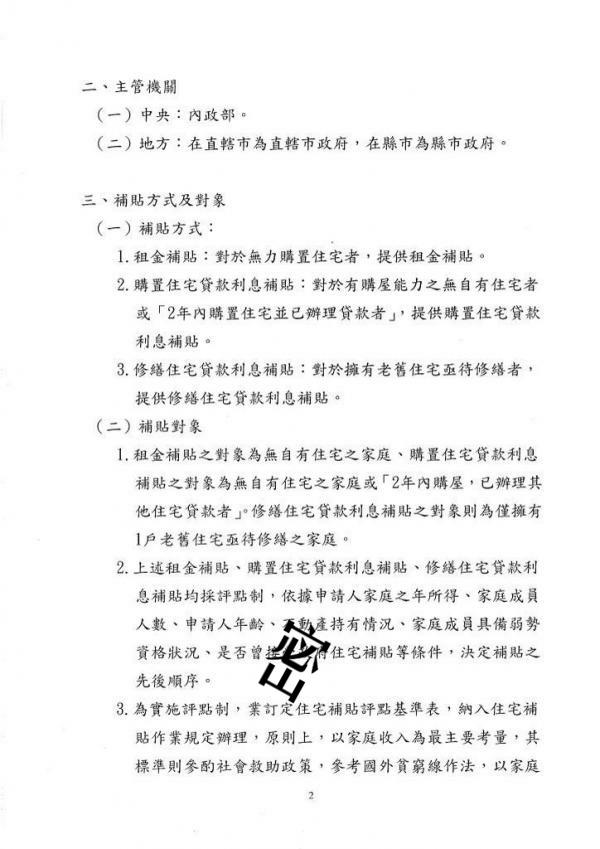 二、主管機關
（一）中央：內政部。
（二）地方：在直轄市為直轄市政府，在縣市為縣市政府。
三、補貼方式及對象
（一）補貼方式：
1.租金補貼：對於無力購置住宅者，提供租金補貼。
2.購置住宅貸款利息補貼：對於有購屋能力之無自有住宅者
或「2年內購置住宅並已辦理貸款者」，提供購置住宅貸款
利息補貼。
3.修繕住宅貸款利息補貼：對於擁有老舊住宅亟待修繕者，
提供修繕住宅貸款利息補貼。
（二）補貼對象
1.租金補貼之對象為無自有住宅之家庭、購置住宅貸款利息
補貼之對象為無自有住宅之家庭或「2年內購屋，已辦理其
他住宅貸款者」。修繕住宅貸款利息補貼之對象則為僅擁有
1戶老舊住宅亟待修繕之家庭。
2.上述租金補貼、購置住宅貸款利息補貼、修繕住宅貸款利
息補貼均採評點制，依據申請人家庭之年所得、家庭成員
人數、申請人年齡、不動產持有情況、家庭成員具備弱勢
資格狀況、是否曾接府住宅補貼等條件，決定補貼之
先後順序。
密
3.為實施評點制，業訂定住宅補貼評點基準表，納入住宅補
貼作業規定辦理，原則上，以家庭收入為最主要考量，其
標準則參酌社會救助政策，參考國外貧窮線作法，以家庭
2